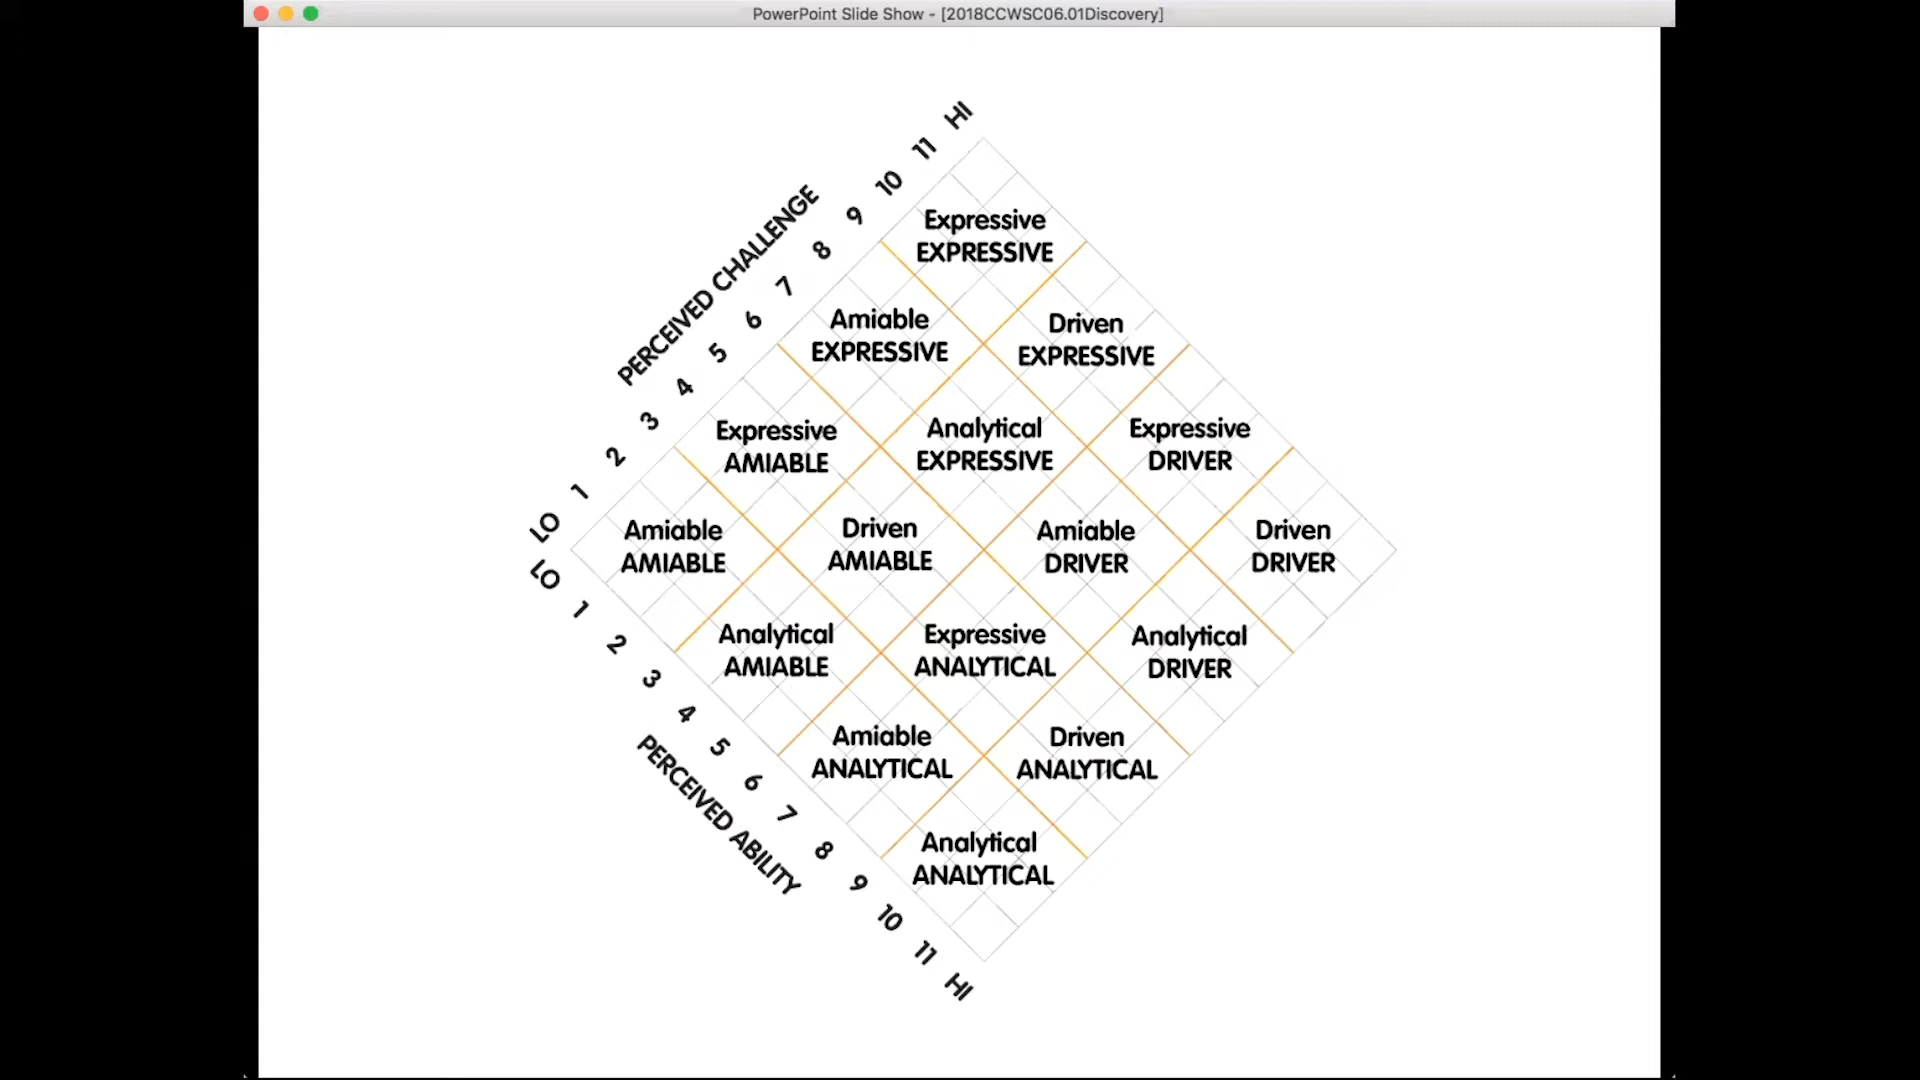 PowerPoint Slide Show - [2018CCWSC06.01Discovery]
PERCEIVED CHALLENGE
LO 1 2 3 4 5 6 7 8 9 10 11 HI
Expressive
EXPRESSIVE
Amiable
EXPRESSIVE
Driven
EXPRESSIVE
Expressive
AMIABLE
Analytical
EXPRESSIVE
Expressive
DRIVER
Amiable
AMIABLE
Driven
AMIABLE
Amiable
DRIVER
Driven
DRIVER
Analytical
AMIABLE
Expressive
ANALYTICAL
Analytical
DRIVER
Amiable
ANALYTICAL
Driven
ANALYTICAL
Analytical
ANALYTICAL
LO 1 2 3 4 5 6 7 8 9 10 11 HI
PERCEIVED ABILITY